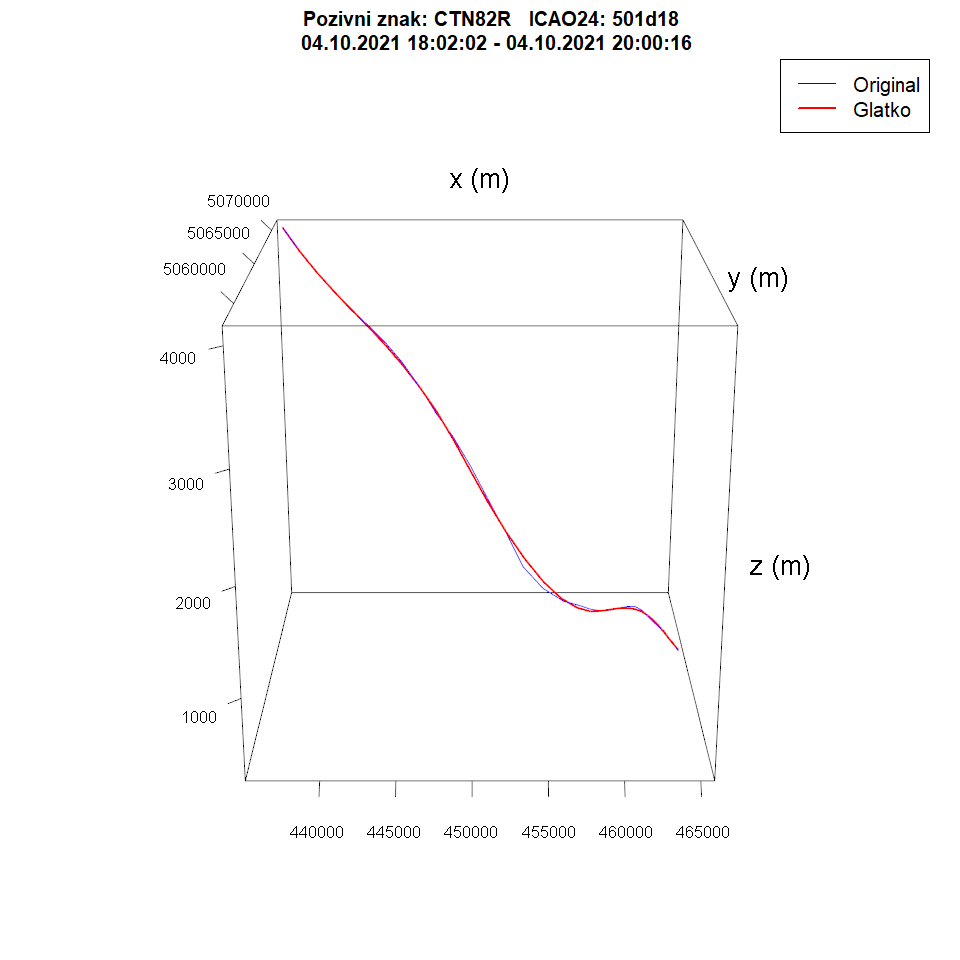 Pozivni znak: CTN82R   ICAO24: 501d18
04.10.2021 18:02:02 - 04.10.2021 20:00:16
Original
Glatko
x (m)
5070000
5065000
5060000
y (m)
4000
3000
z (m)
2000
1000
440000 445000 450000 455000 460000 465000